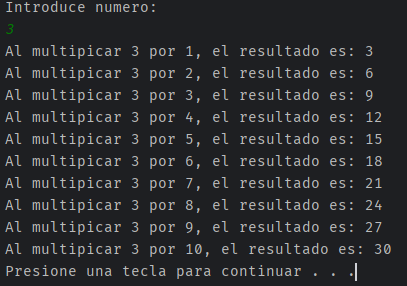 Introduce numero:
3
Al multipicar 3 por 1, el resultado es: 3
Al multipicar 3 por 2, el resultado es: 6
Al multipicar 3 por 3, el resultado es: 9
Al multipicar 3 por 4, el resultado es: 12
Al multipicar 3 por 5, el resultado es: 15
Al multipicar 3 por 6, el resultado es: 18
Al multipicar 3 por 7, el resultado es: 21
Al multipicar 3 por 8, el resultado es: 24
Al multipicar 3 por 9, el resultado es: 27
Al multipicar 3 por 10, el resultado es: 30
Presione una tecla para continuar . . .